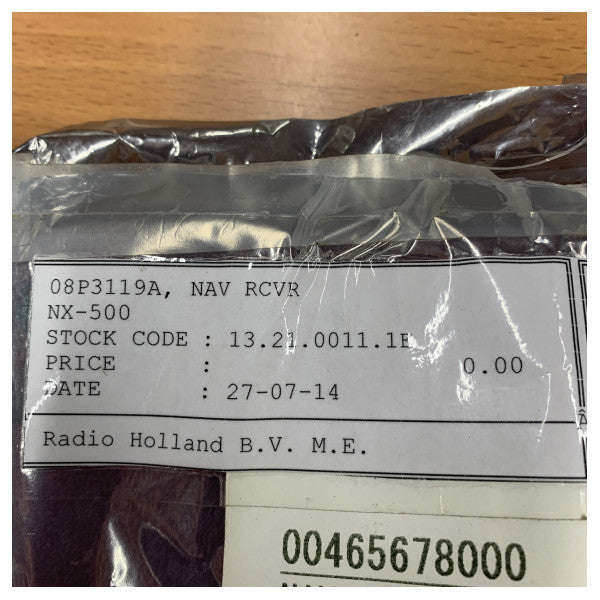 08P3119A, NAV RCVR
NX-500
STOCK CODE : 13.21.0011.1E
PRICE : 0.00
DATE : 27-07-14
Radio Holland B.V. M.E.
00465678000